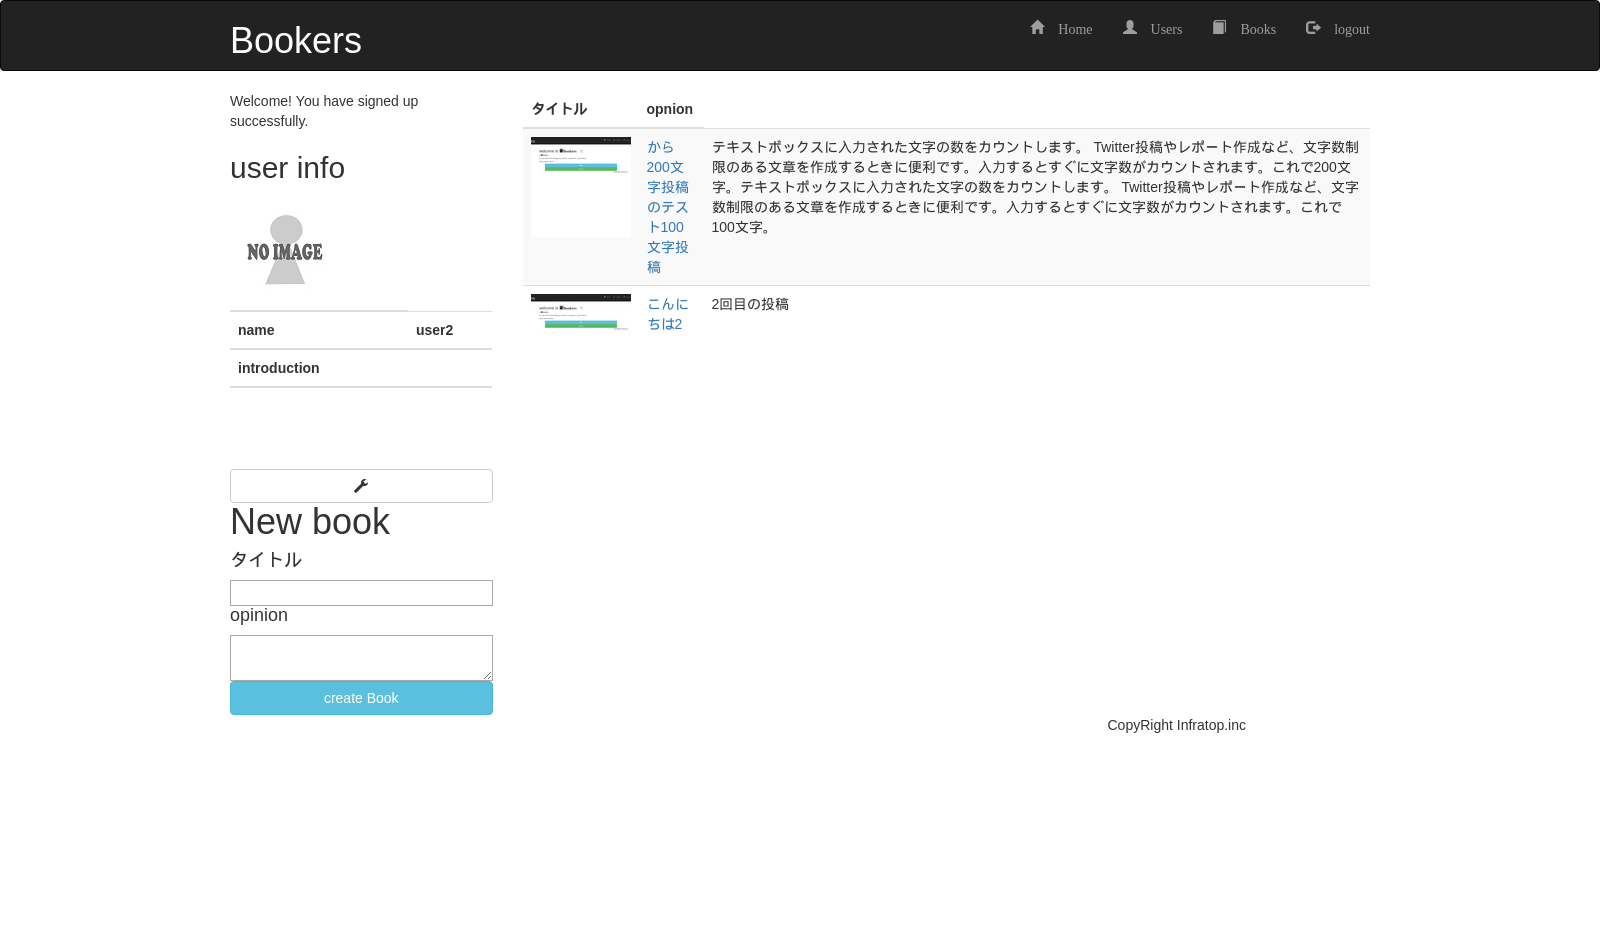 Bookers
Home
Users
Books
logout
Welcome! You have signed up
successfully.
user info
NO IMAGE
name
user2
introduction
New book
タイトル
opinion
create Book
タイトル
opnion
から
200文
字投稿
のテス
ト100
文字投
稿
テキストボックスに入力された文字の数をカウントします。 Twitter投稿やレポート作成など、文字数制
限のある文章を作成するときに便利です。入力するとすぐに文字数がカウントされます。これで200文
字。テキストボックスに入力された文字の数をカウントします。 Twitter投稿やレポート作成など、文字
数制限のある文章を作成するときに便利です。入力するとすぐに文字数がカウントされます。これで
100文字。
こんに
ちは2
2回目の投稿
CopyRight Infratop.inc